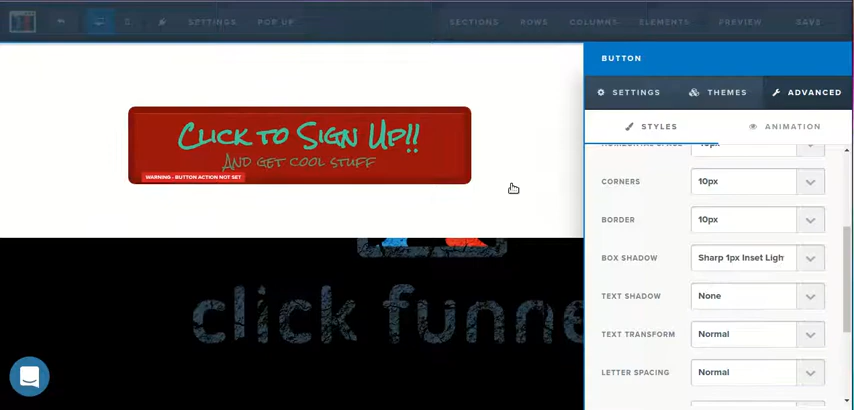 SETTINGS POP UP SECTIONS ROWS COLUMNS ELEMENTS PREVIEW SAVE
BUTTON
SETTINGS THEMES ADVANCED
STYLES ANIMATION
Click to Sign Up!!
And get cool stuff
WARNING - BUTTON ACTION NOT SET
CORNERS 10px
BORDER 10px
BOX SHADOW Sharp 1px Inset Ligh
TEXT SHADOW None
TEXT TRANSFORM Normal
LETTER SPACING Normal
click funne